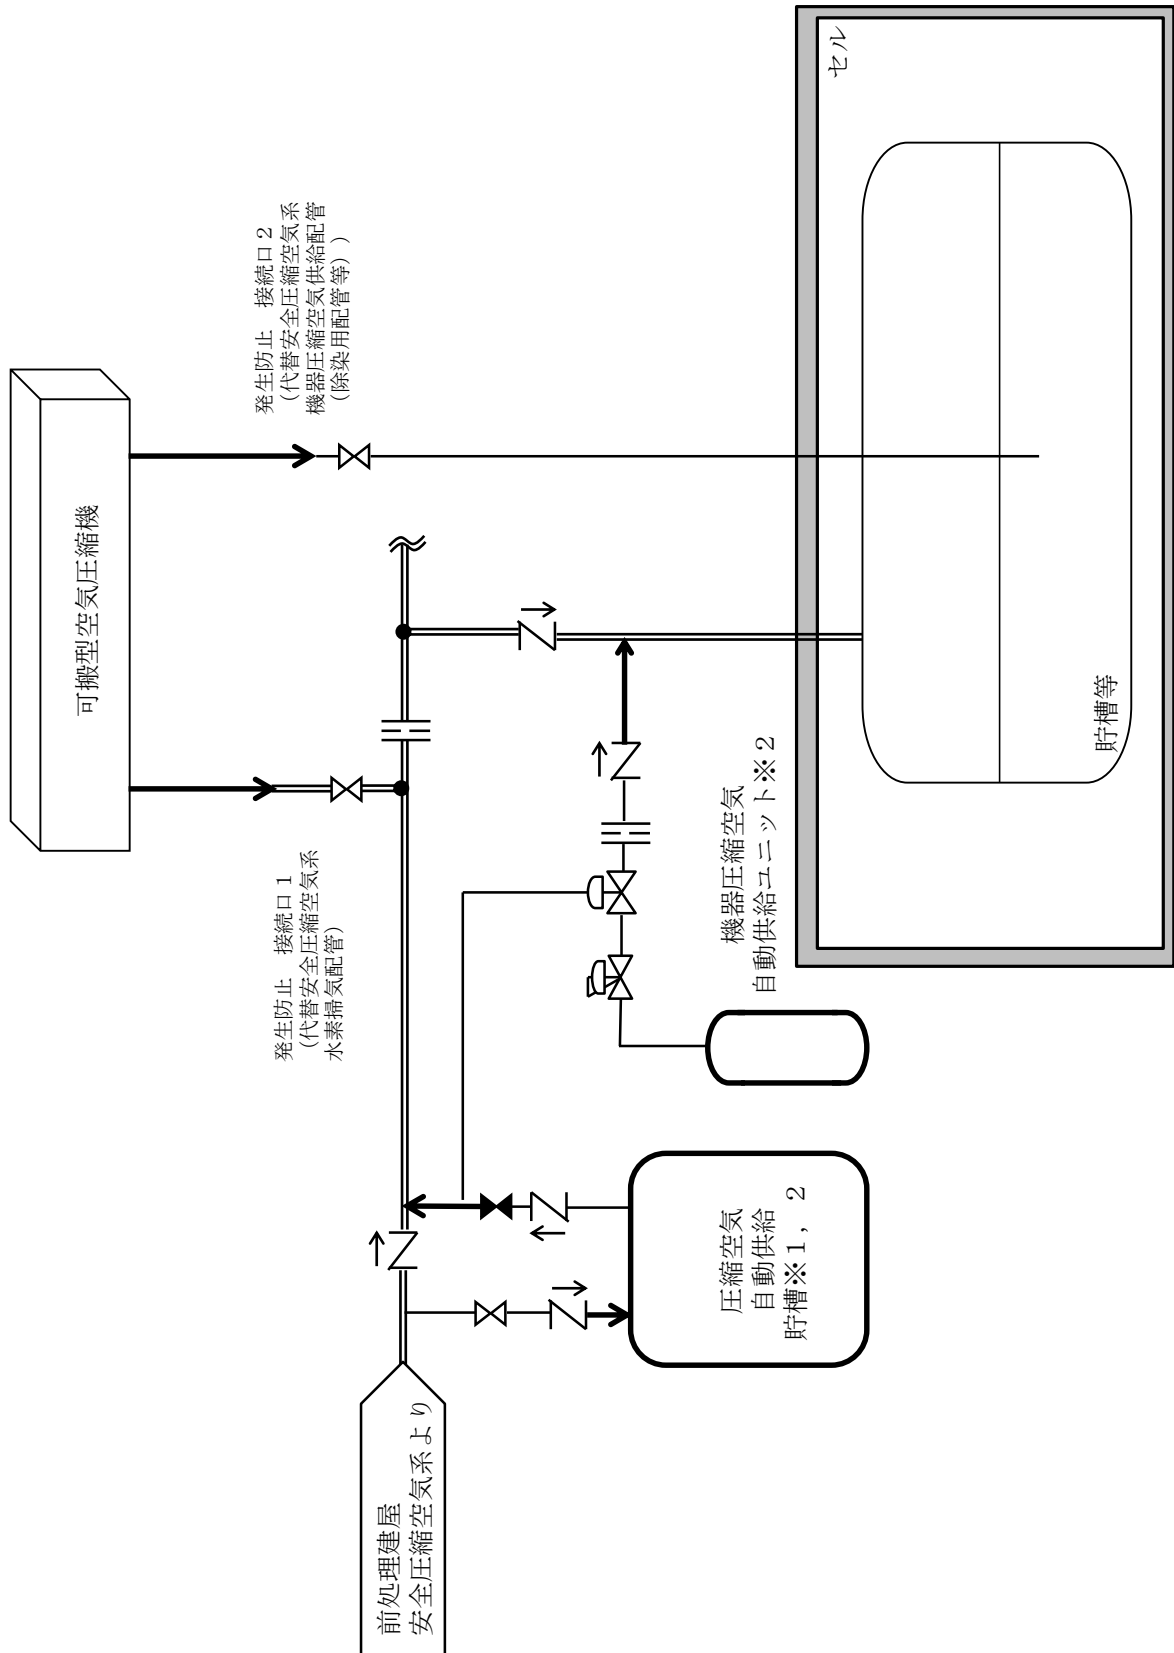 可搬型空気圧縮機
発生防止　接続口２
（代替安全圧縮空気系
機器圧縮空気供給配管
（除染用配管等））
発生防止　接続口１
（代替安全圧縮空気系
水素掃気配管）
前処理建屋
安全圧縮空気系より
圧縮空気
自動供給
貯槽※１，２
機器圧縮空気
自動供給ユニット※２
セル
貯槽等